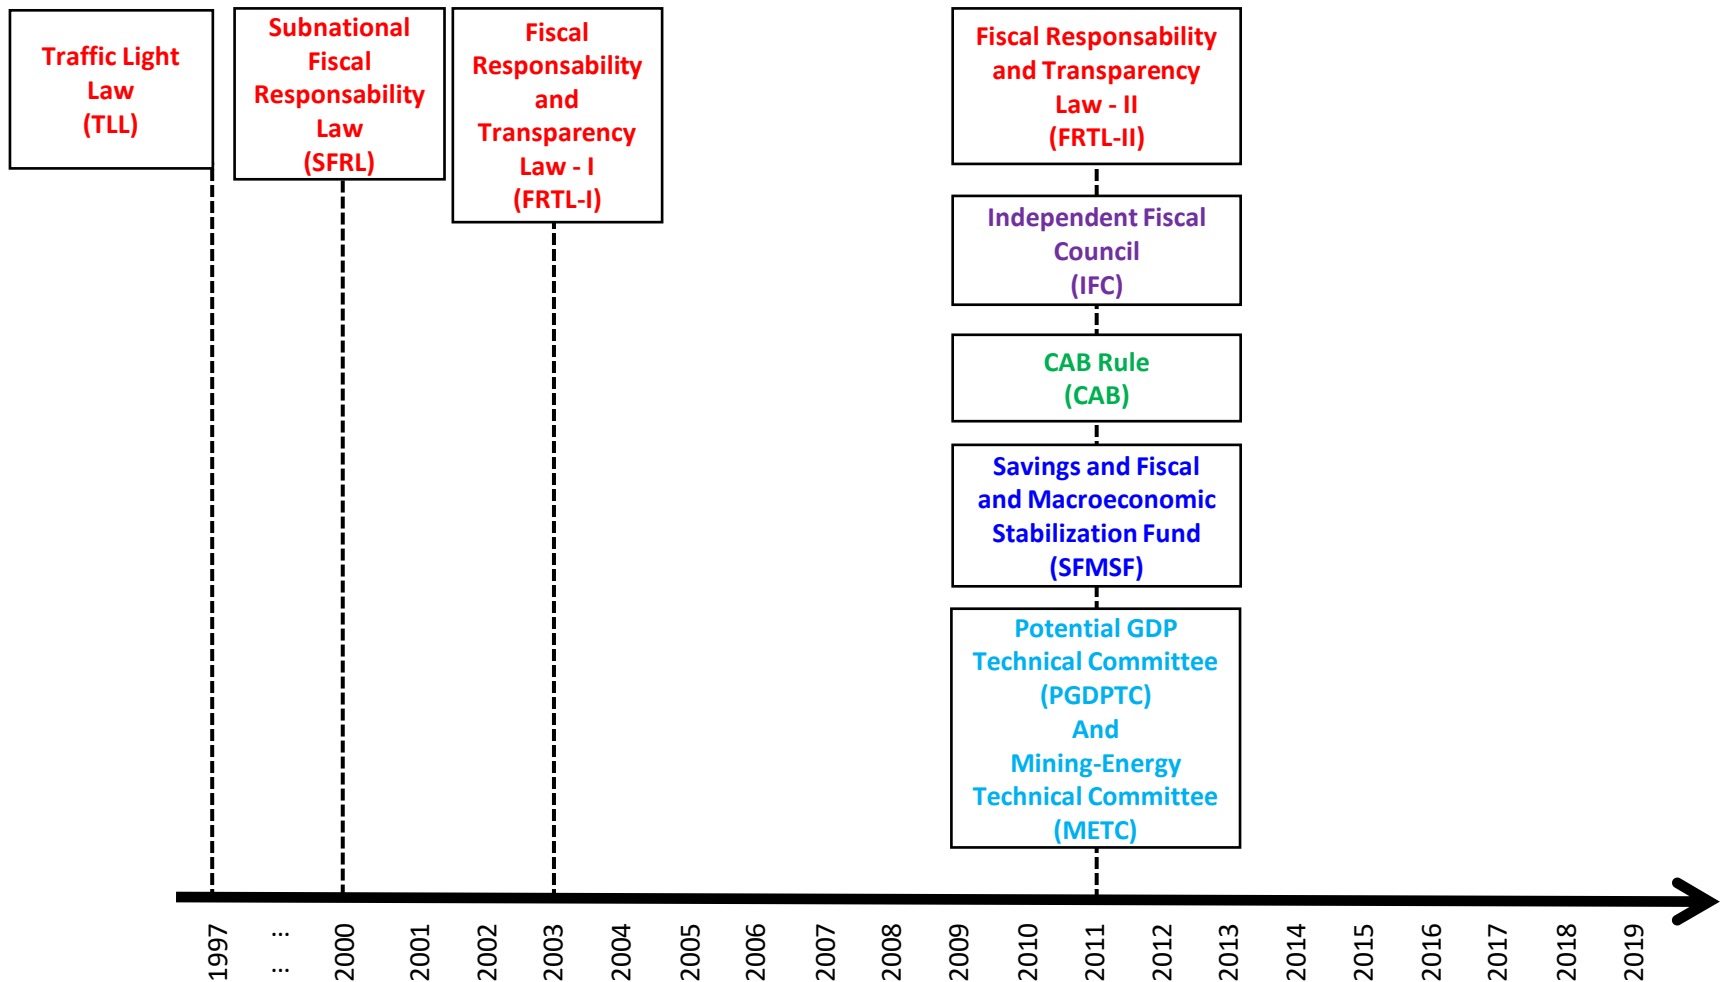 Traffic Light
Law
(TLL)
Subnational
Fiscal
Responsability
Law
(SFRL)
Fiscal
Responsability
and
Transparency
Law - I
(FRTL-I)
Fiscal Responsability
and Transparency
Law - II
(FRTL-II)
Independent Fiscal
Council
(IFC)
CAB Rule
(CAB)
Savings and Fiscal
and Macroeconomic
Stabilization Fund
(SFMSF)
Potential GDP
Technical Committee
(PGDPTC)
And
Mining-Energy
Technical Committee
(METC)
1997
...
...
2000
2001
2002
2003
2004
2005
2006
2007
2008
2009
2010
2011
2012
2013
2014
2015
2016
2017
2018
2019